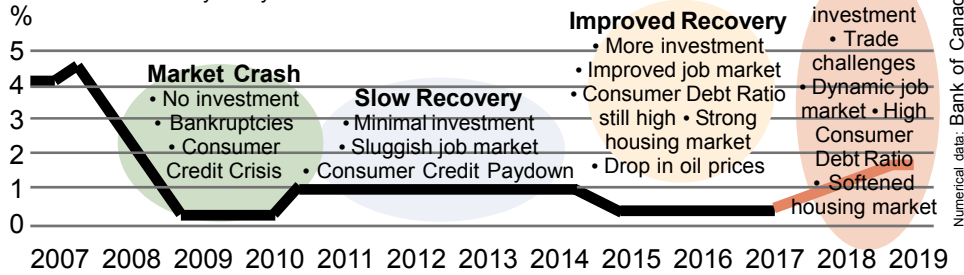 %
5
4
3
2
1
0
Market Crash
• No investment
• Bankruptcies
• Consumer
Credit Crisis
Slow Recovery
• Minimal investment
• Sluggish job market
• Consumer Credit Paydown
Improved Recovery
• More investment
• Improved job market
• Consumer Debt Ratio
still high • Strong
housing market
• Drop in oil prices
investment
• Trade
challenges
• Dynamic job
market • High
Consumer
Debt Ratio
• Softened
housing market
2007 2008 2009 2010 2011 2012 2013 2014 2015 2016 2017 2018 2019
Numerical data: Bank of Canad